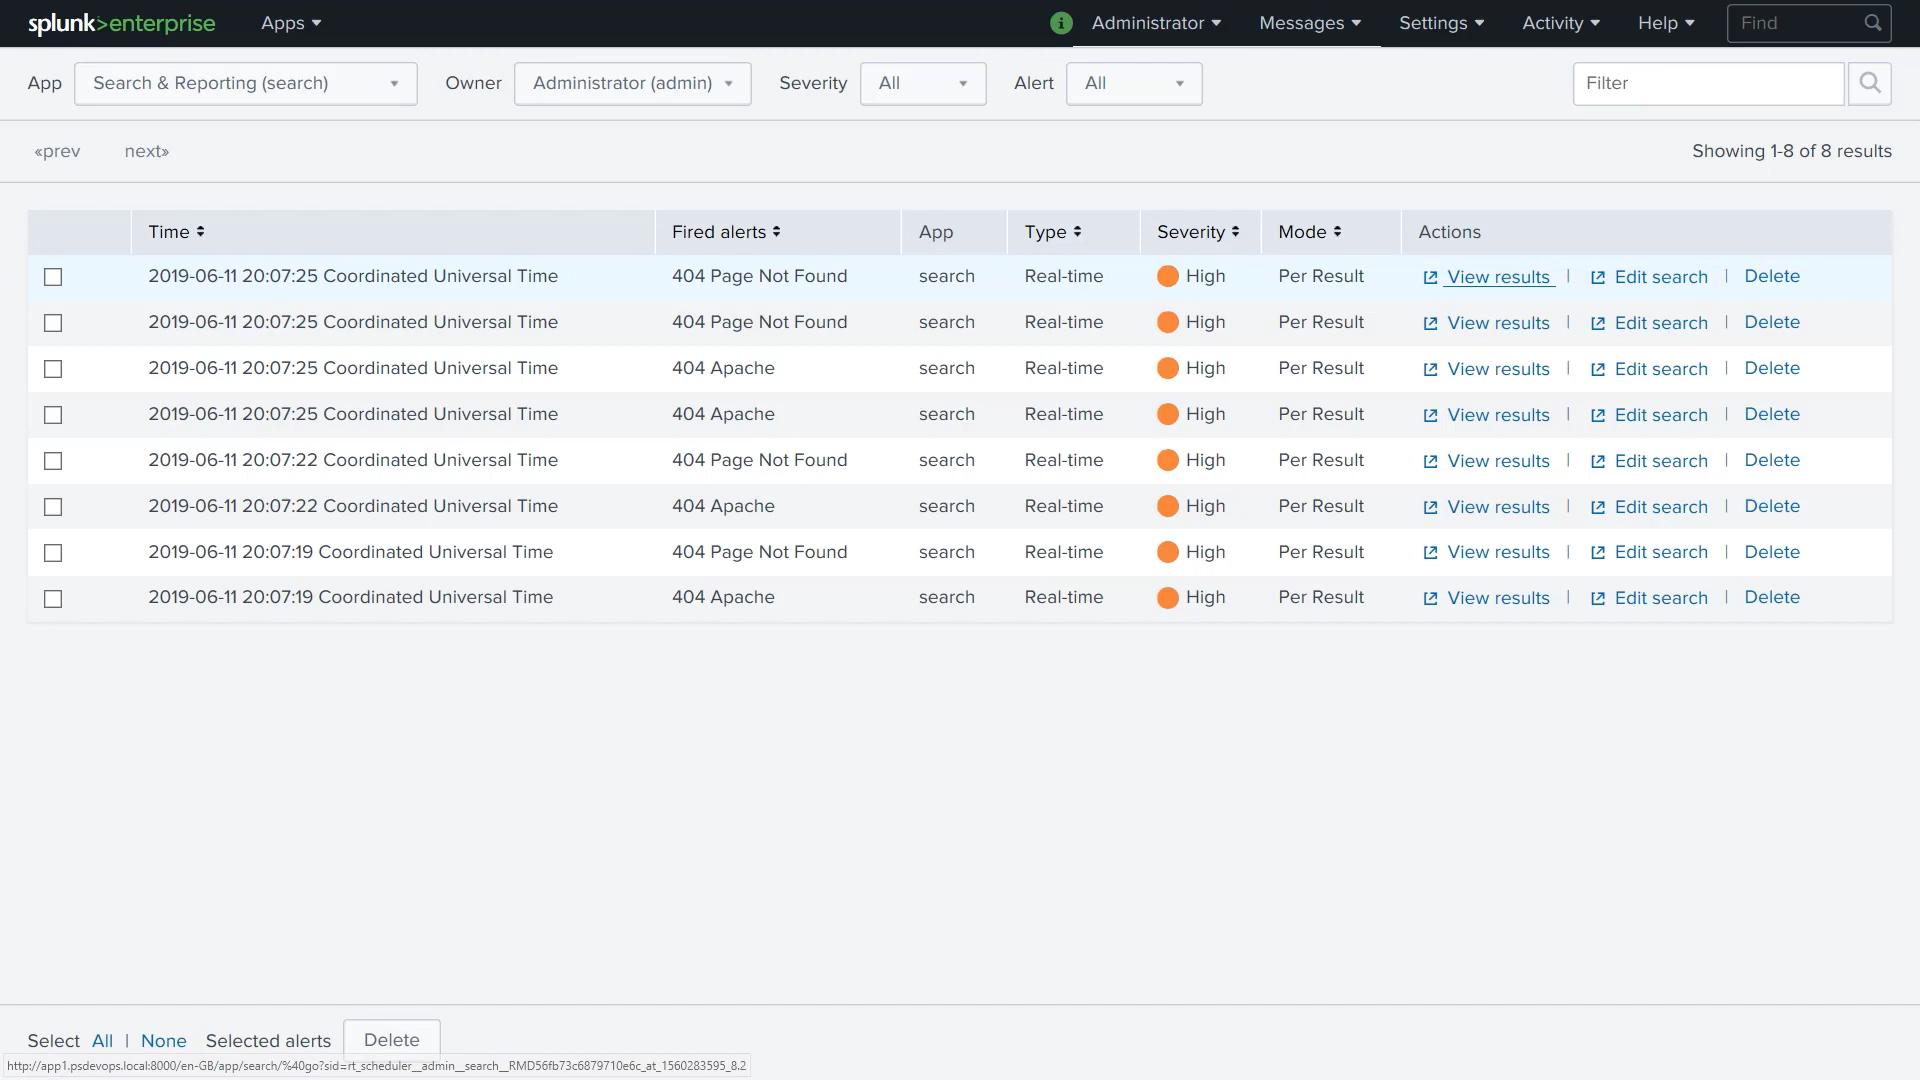 splunk>enterprise Apps i Administrator Messages Settings Activity Help Find
App Search & Reporting (search) Owner Administrator (admin) Severity All Alert All Filter
«prev next» Showing 1-8 of 8 results
Time Fired alerts App Type Severity Mode Actions
2019-06-11 20:07:25 Coordinated Universal Time 404 Page Not Found search Real-time High Per Result View results | Edit search | Delete
2019-06-11 20:07:25 Coordinated Universal Time 404 Page Not Found search Real-time High Per Result View results | Edit search | Delete
2019-06-11 20:07:25 Coordinated Universal Time 404 Apache search Real-time High Per Result View results | Edit search | Delete
2019-06-11 20:07:25 Coordinated Universal Time 404 Apache search Real-time High Per Result View results | Edit search | Delete
2019-06-11 20:07:22 Coordinated Universal Time 404 Page Not Found search Real-time High Per Result View results | Edit search | Delete
2019-06-11 20:07:22 Coordinated Universal Time 404 Apache search Real-time High Per Result View results | Edit search | Delete
2019-06-11 20:07:19 Coordinated Universal Time 404 Page Not Found search Real-time High Per Result View results | Edit search | Delete
2019-06-11 20:07:19 Coordinated Universal Time 404 Apache search Real-time High Per Result View results | Edit search | Delete
Select All | None Selected alerts Delete
http://app1.psdevops.local:8000/en-GB/app/search/%40go?sid=rt_scheduler__admin__search__RMD56fb73c6879710e6c_at_1560283595_8.2